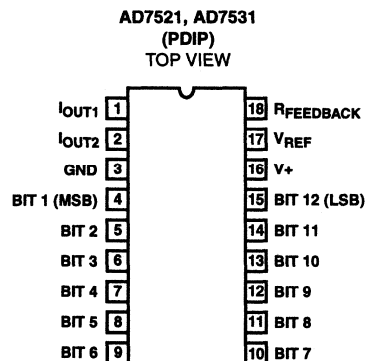 AD7521, AD7531
(PDIP)
TOP VIEW
IOUT1 1 18 RFEEDBACK
IOUT2 2 17 VREF
GND 3 16 V+
BIT 1 (MSB) 4 15 BIT 12 (LSB)
BIT 2 5 14 BIT 11
BIT 3 6 13 BIT 10
BIT 4 7 12 BIT 9
BIT 5 8 11 BIT 8
BIT 6 9 10 BIT 7